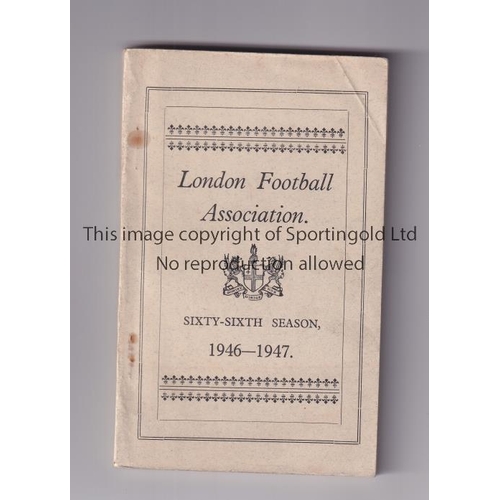 London Football
Association.
This image copyright of Sportingold Ltd
No reproduction allowed
SIXTY-SIXTH SEASON,
1946—1947.